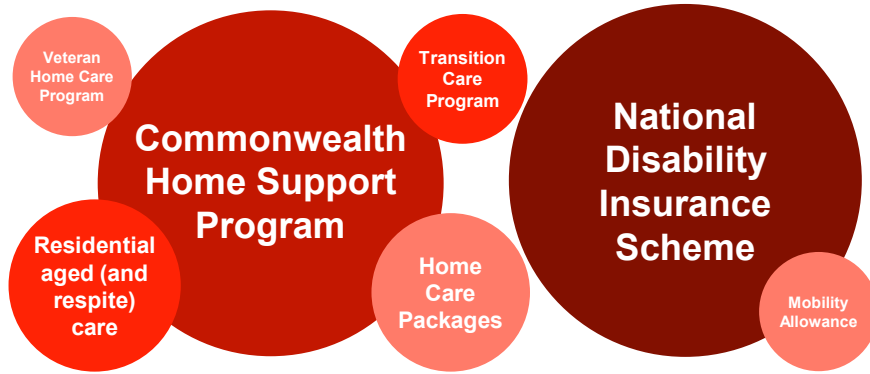 Veteran
Home Care
Program
Commonwealth
Home Support
Program
Transition
Care
Program
National
Disability
Insurance
Scheme
Residential
aged (and
respite)
care
Home
Care
Packages
Mobility
Allowance